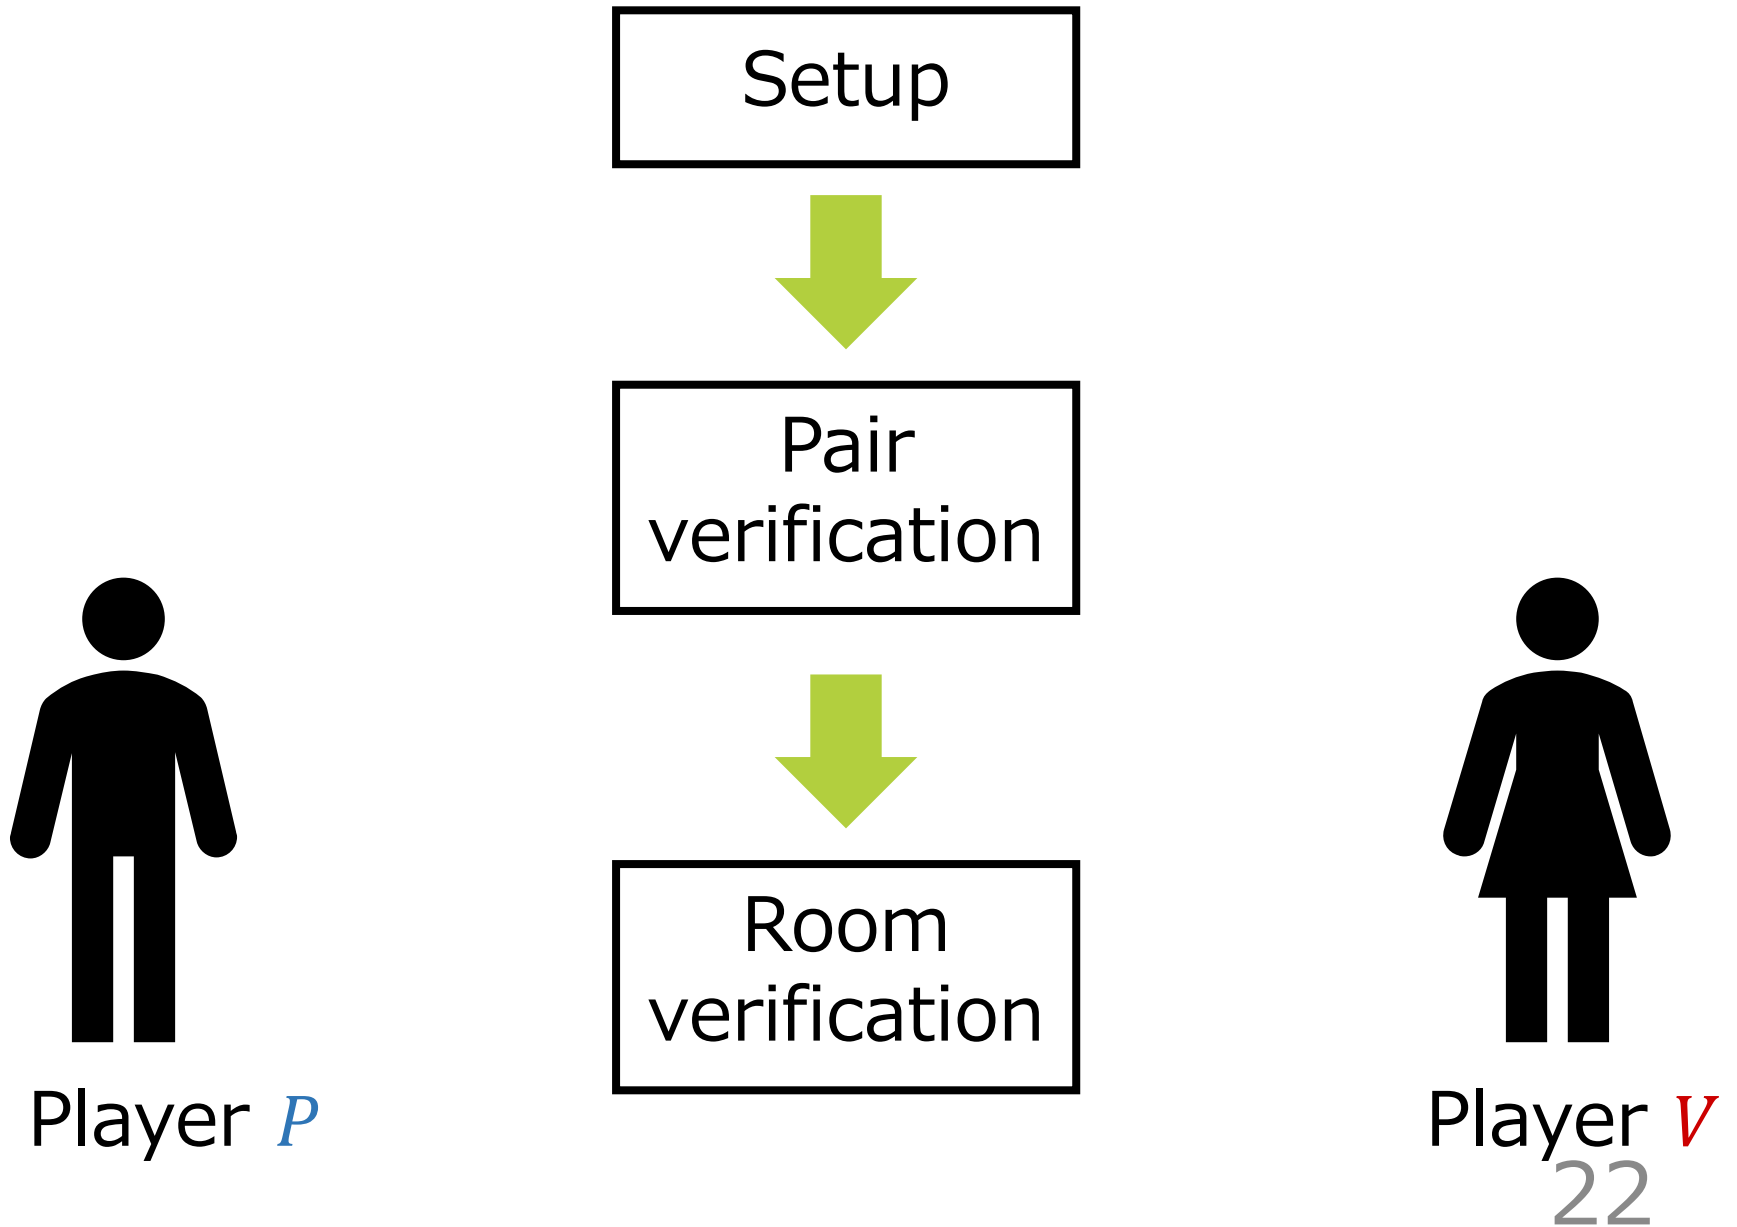 Setup
Pair
verification
Room
verification
Player P
Player V
22